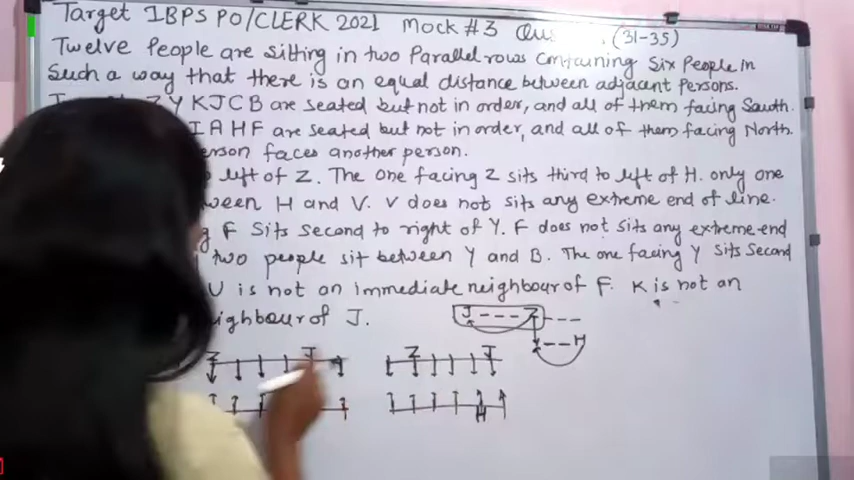 Target IBPS PO/CLERK 2021 Mock #3 (31-35)
Twelve People are sitting in two Parallel rows containing Six People in
Such a way that there is an equal distance between adjacent Persons.
Z Y K J C B are seated but not in order, and all of them facing South.
I A H F are seated but not in order, and all of them facing North.
person faces another person.
left of Z. The one facing Z sits third to left of H. only one
H and V. V does not sits any extreme end of line.
F sits second to right of Y. F does not sits any extreme end
two people sit between Y and B. The one facing Y sits Second
U is not an immediate neighbour of F. K is not an
of J.
J --- Z ---
-- H
Z J Z J
H